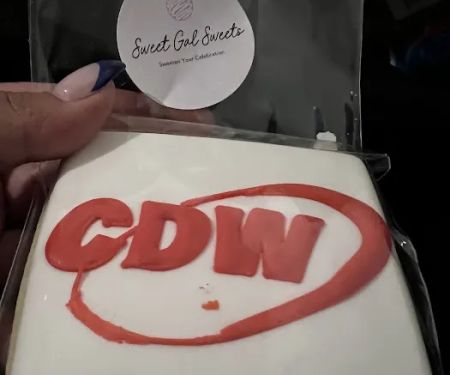 Sweet Gal Sweets
Sweeten Your Celebration
CDW